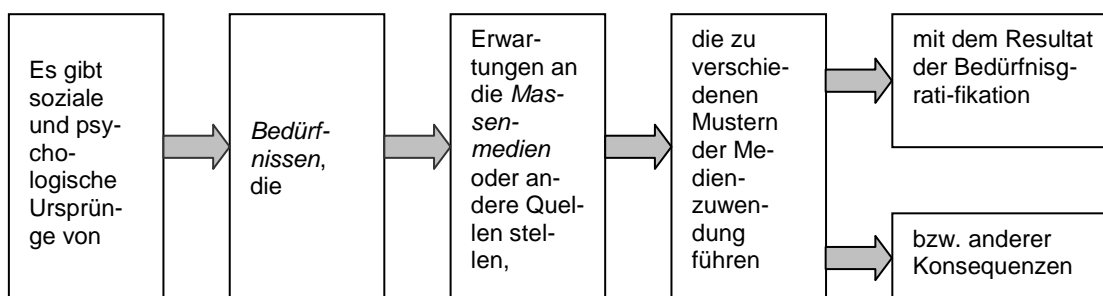 Es gibt
soziale
und psy-
cho-
logische
Ursprün-
ge von
Bedürf-
nissen,
die
Erwar-
tungen an
die Mas-
sen-
medien
oder an-
dere Quel-
len stel-
len,
die zu
verschie-
denen
Mustern
der Me-
dien-
zuwen-
dung
führen
mit dem Resultat
der Bedürfnisg-
rati-fikation
bzw. anderer
Konsequenzen